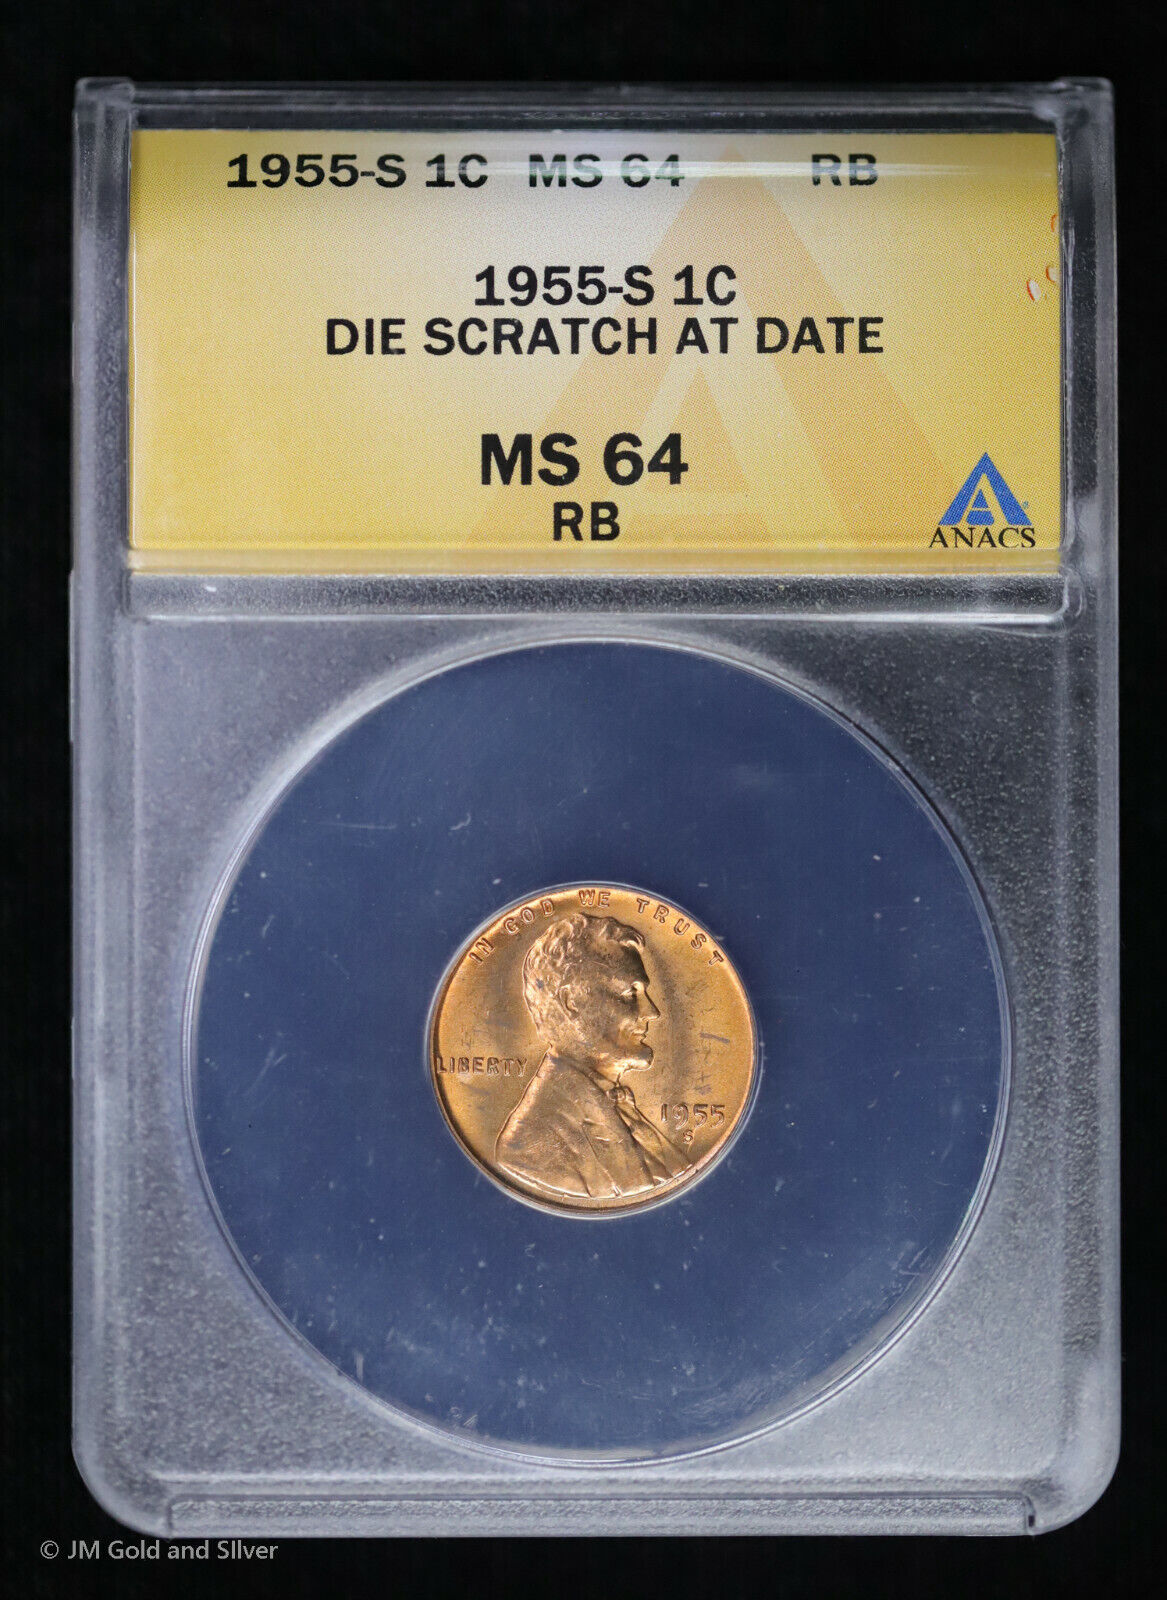 1955-S 1C MS 64 RB
1955-S 1C
DIE SCRATCH AT DATE
MS 64
RB
ANACS
IN GOD WE TRUST
LIBERTY
1955
S
© JM Gold and Silver